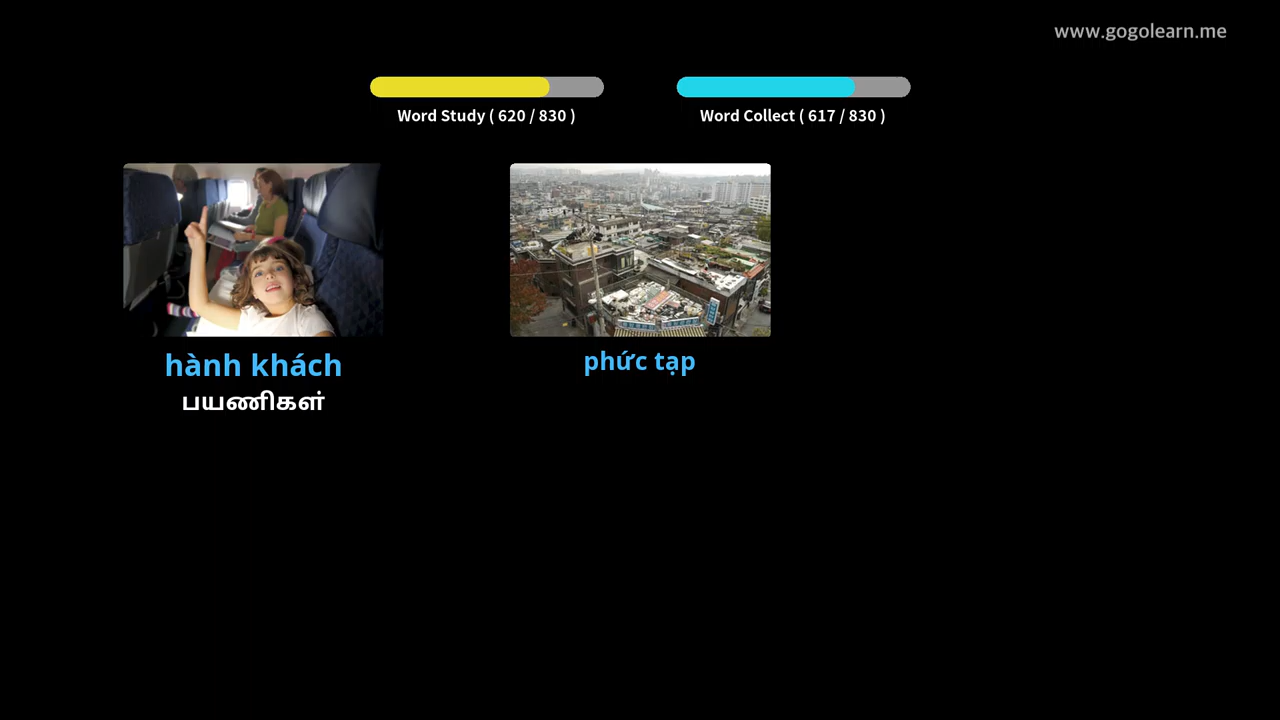 www.gogolearn.me
Word Study ( 620 / 830 )
Word Collect ( 617 / 830 )
hành khách
பயணிகள்
phức tạp